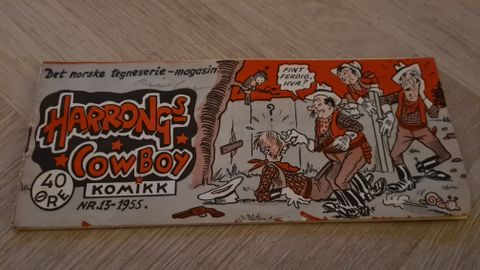 Det norske tegneserie-magasin
HARRONGS
COWBOY
KOMIKK
40
ØRE
NR.13-1955.
FINT
FERDIG,
HVA?
?